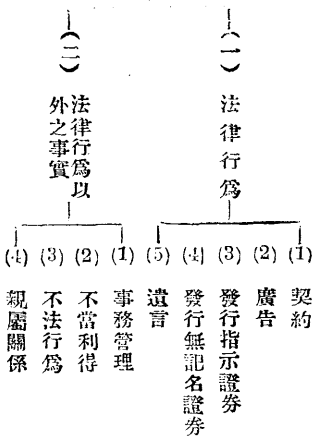 （一）法律行爲
(1) 契約
(2) 廣告
(3) 發行指示證券
(4) 發行無記名證券
(5) 遺言
（二）法律行爲以
外之事實
(1) 事務管理
(2) 不當利得
(3) 不法行爲
(4) 親屬關係